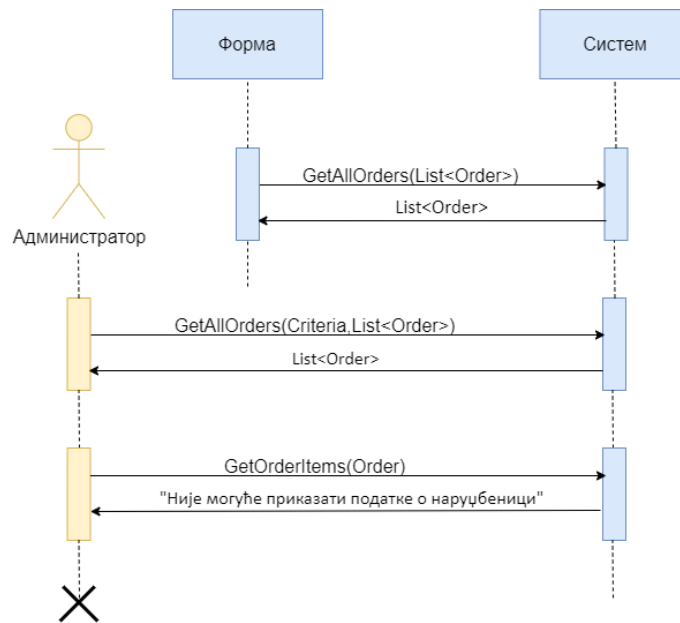 Форма
Систем
GetAllOrders(List<Order>)
List<Order>
Администратор
GetAllOrders(Criteria,List<Order>)
List<Order>
GetOrderItems(Order)
"Није могуће приказати податке о наруџбеници"